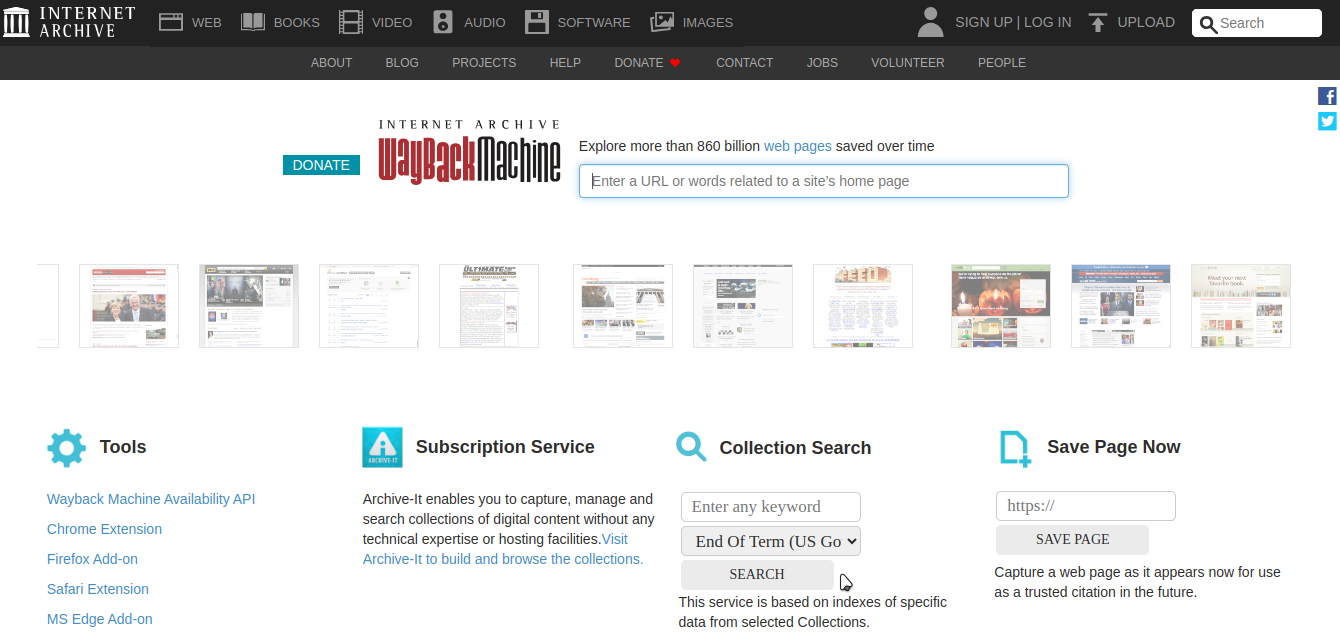 INTERNET ARCHIVE
WEB BOOKS VIDEO AUDIO SOFTWARE IMAGES SIGN UP | LOG IN UPLOAD Search
ABOUT BLOG PROJECTS HELP DONATE CONTACT JOBS VOLUNTEER PEOPLE
DONATE
INTERNET ARCHIVE
WayBackMachine
Explore more than 860 billion web pages saved over time
Enter a URL or words related to a site's home page
ULTIMATE
Meet your next
favorite book.
Tools
Wayback Machine Availability API
Chrome Extension
Firefox Add-on
Safari Extension
MS Edge Add-on
ARCHIVE-IT
Subscription Service
Archive-It enables you to capture, manage and
search collections of digital content without any
technical expertise or hosting facilities.Visit
Archive-It to build and browse the collections.
Collection Search
Enter any keyword
End Of Term (US Go
SEARCH
This service is based on indexes of specific
data from selected Collections.
Save Page Now
https://
SAVE PAGE
Capture a web page as it appears now for use
as a trusted citation in the future.